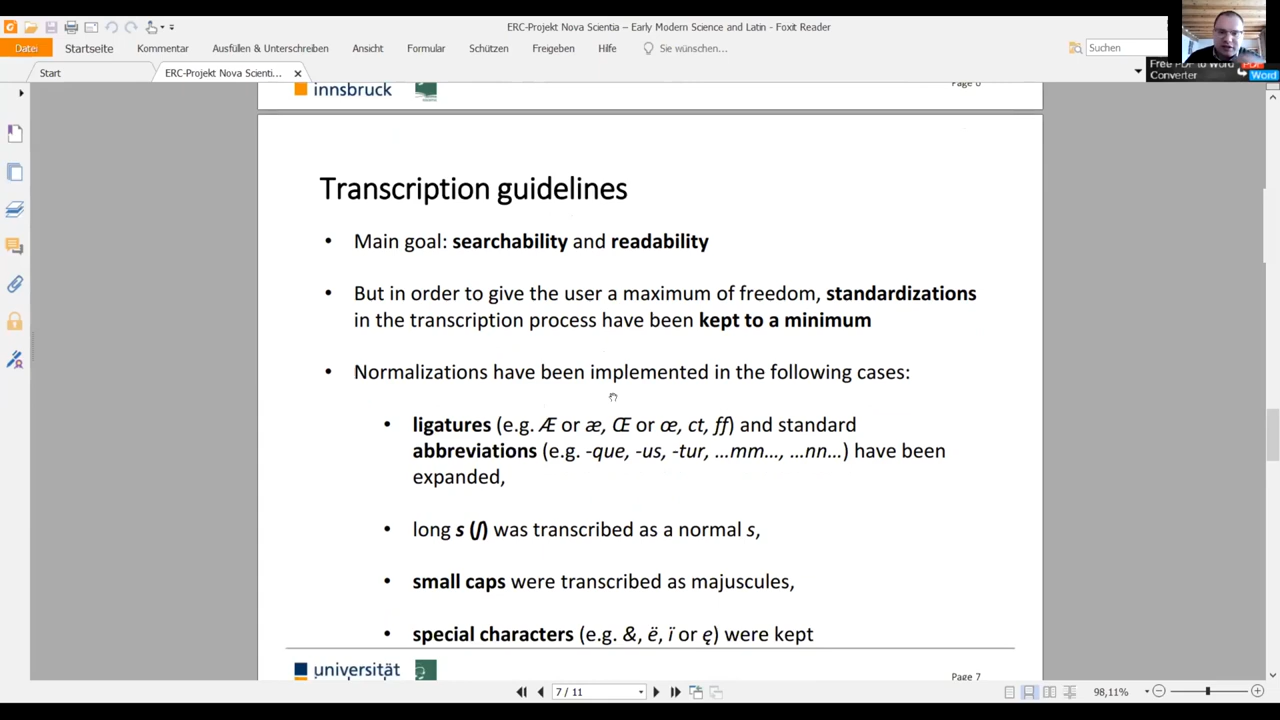 ERC-Projekt Nova Scientia – Early Modern Science and Latin - Foxit Reader
Datei Startseite Kommentar Ausfüllen & Unterschreiben Ansicht Formular Schützen Freigeben Hilfe Sie wünschen... Suchen
Free PDF to Word
Converter
Word
Start ERC-Projekt Nova Scienti...
innsbruck Page 6
Transcription guidelines
• Main goal: searchability and readability
• But in order to give the user a maximum of freedom, standardizations
in the transcription process have been kept to a minimum
• Normalizations have been implemented in the following cases:
• ligatures (e.g. Æ or æ, Œ or œ, ct, ff) and standard
abbreviations (e.g. -que, -us, -tur, …mm…, …nn…) have been
expanded,
• long s (ſ) was transcribed as a normal s,
• small caps were transcribed as majuscules,
• special characters (e.g. &, ë, ï or ę) were kept
universität Page 7
7 / 11 98,11%